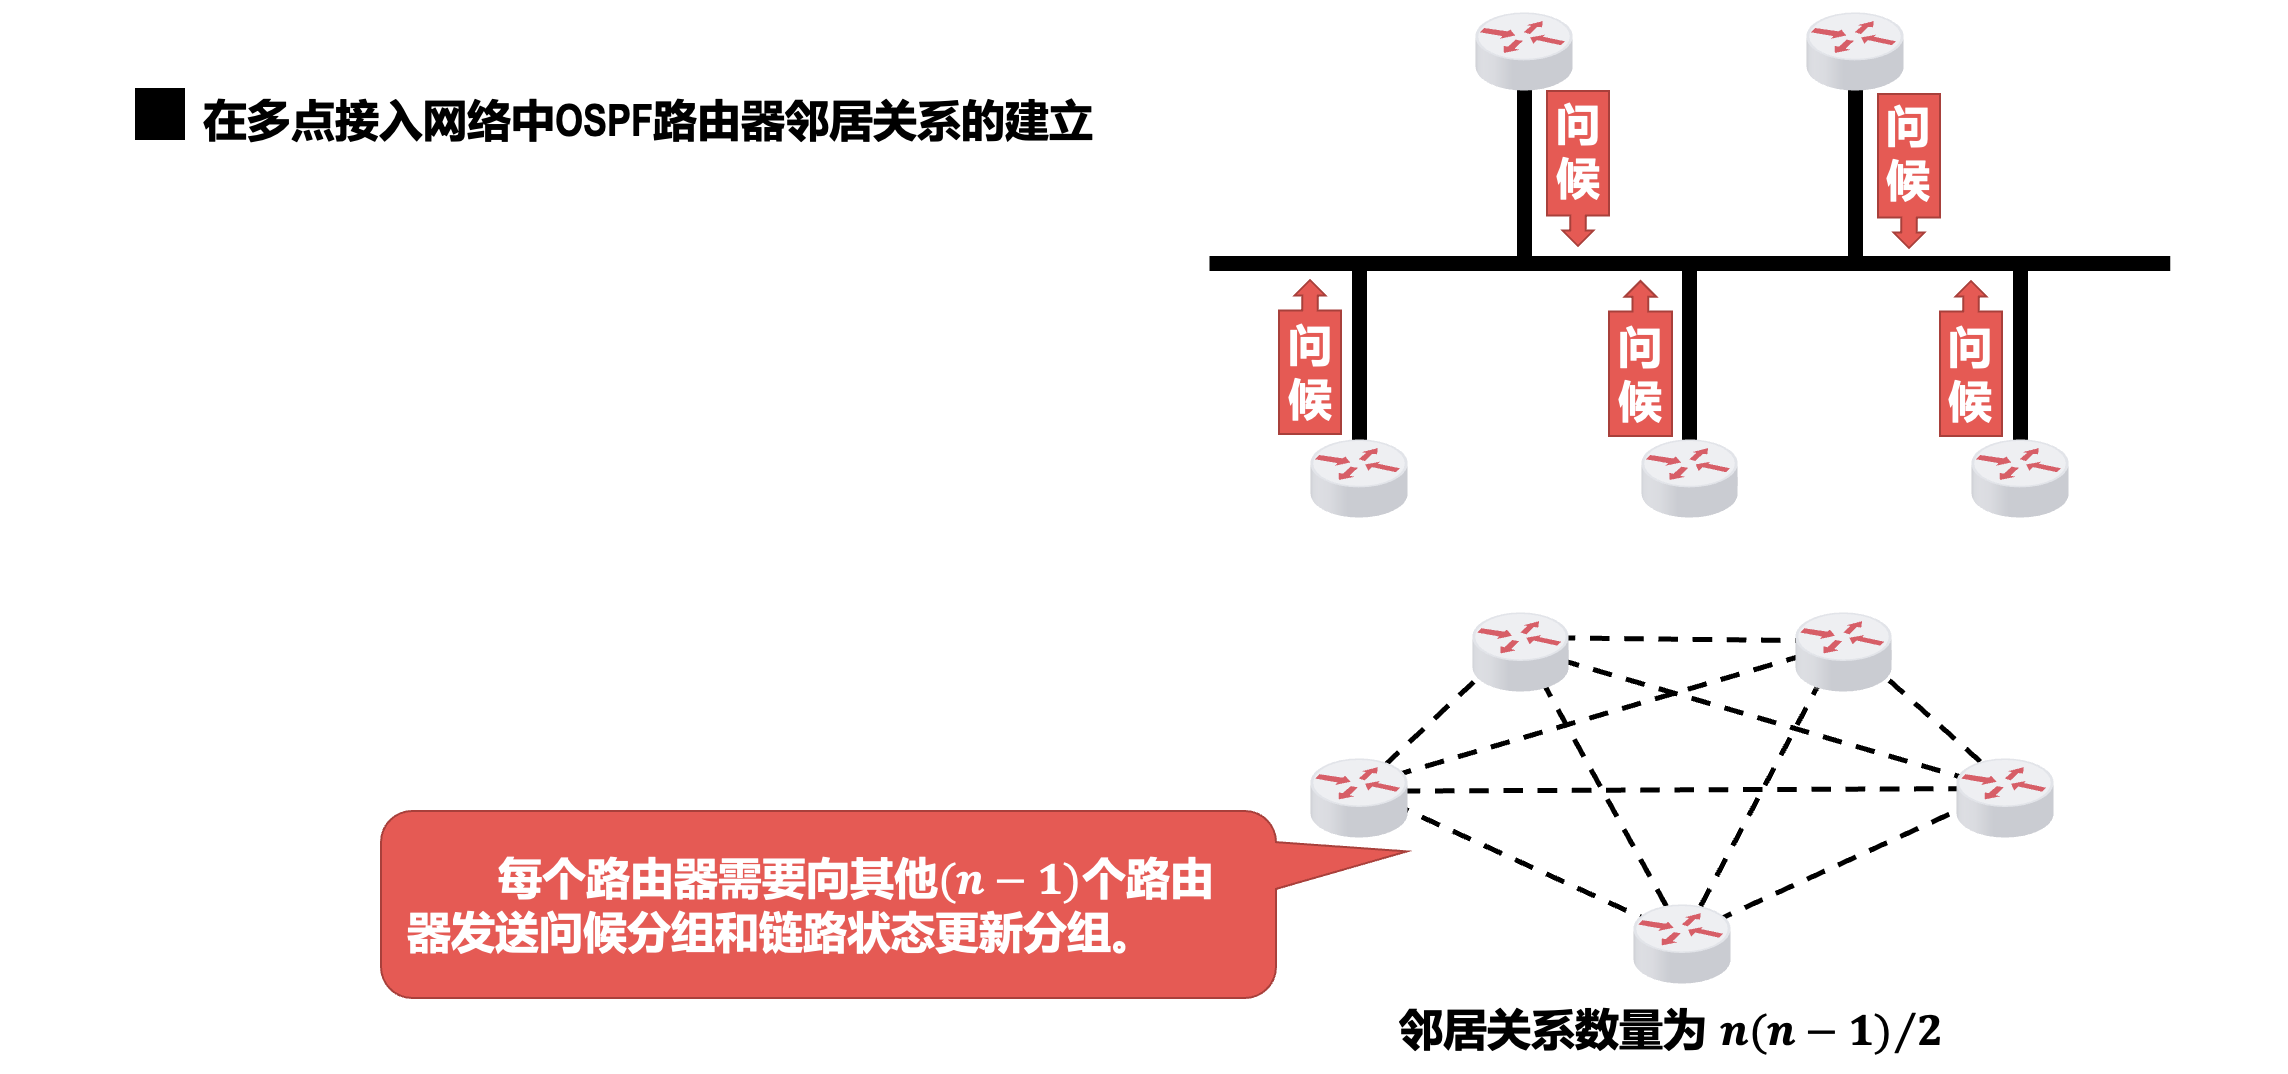 在多点接入网络中OSPF路由器邻居关系的建立
问
候
问
候
问
候
问
候
问
候
每个路由器需要向其他(n − 1)个路由
器发送问候分组和链路状态更新分组。
邻居关系数量为 n(n − 1)/2